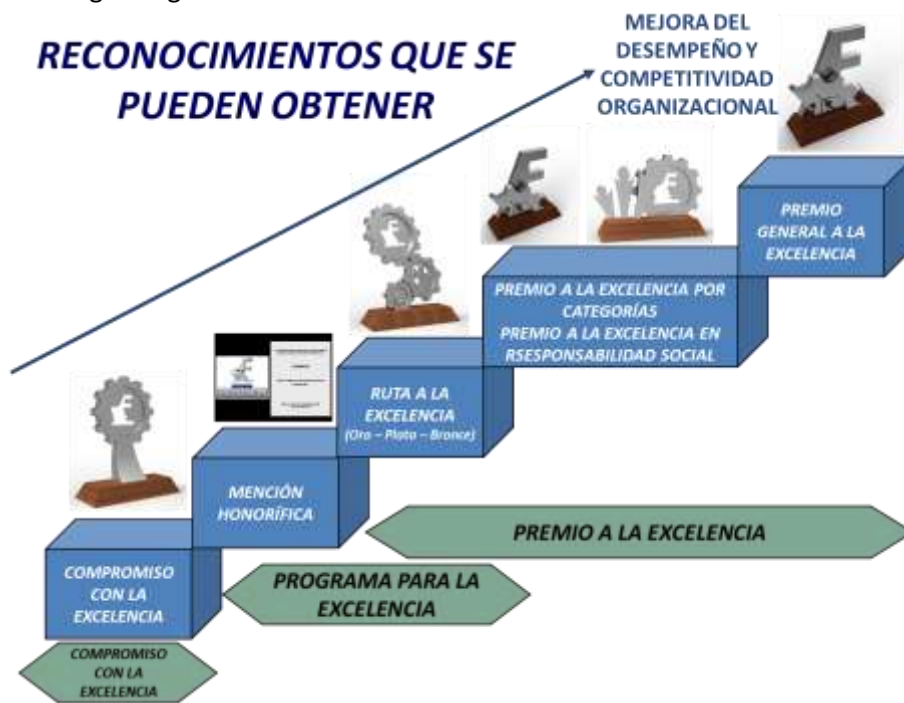 RECONOCIMIENTOS QUE SE
PUEDEN OBTENER
MEJORA DEL
DESEMPEÑO Y
COMPETITIVIDAD
ORGANIZACIONAL
PREMIO
GENERAL A LA
EXCELENCIA
PREMIO A LA EXCELENCIA POR
CATEGORÍAS
PREMIO A LA EXCELENCIA EN
RSESPONSABILIDAD SOCIAL
RUTA A LA
EXCELENCIA
(Oro – Plata – Bronce)
MENCIÓN
HONORÍFICA
COMPROMISO
CON LA
EXCELENCIA
PREMIO A LA EXCELENCIA
PROGRAMA PARA LA
EXCELENCIA
COMPROMISO
CON LA
EXCELENCIA